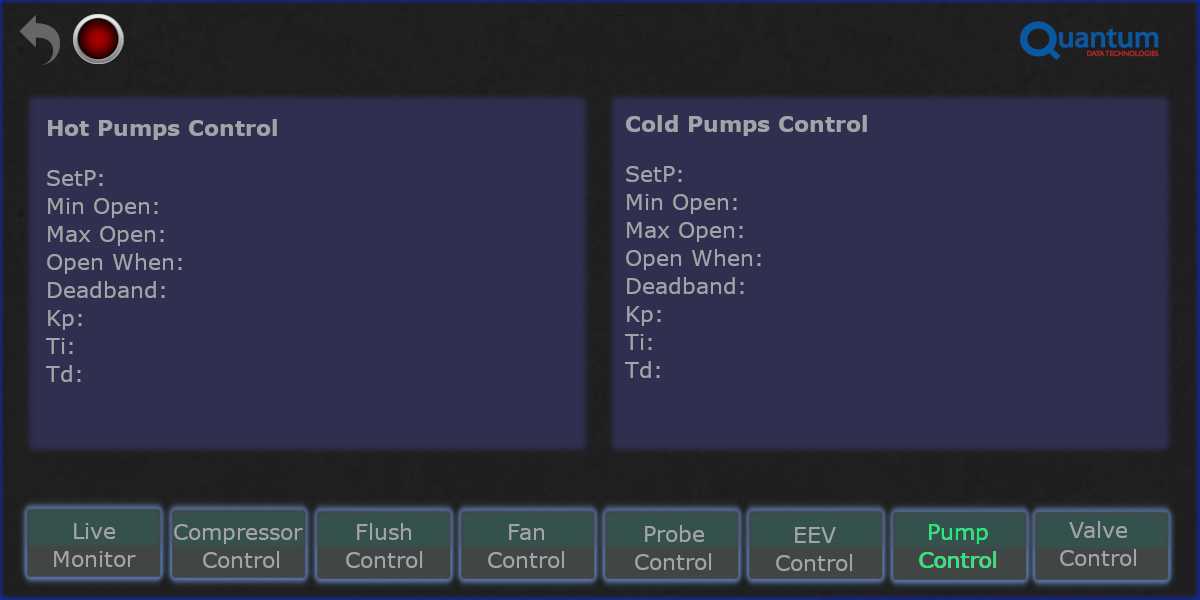 Quantum
DATA TECHNOLOGIES
Hot Pumps Control
SetP:
Min Open:
Max Open:
Open When:
Deadband:
Kp:
Ti:
Td:
Cold Pumps Control
SetP:
Min Open:
Max Open:
Open When:
Deadband:
Kp:
Ti:
Td:
Live
Monitor
Compressor
Control
Flush
Control
Fan
Control
Probe
Control
EEV
Control
Pump
Control
Valve
Control